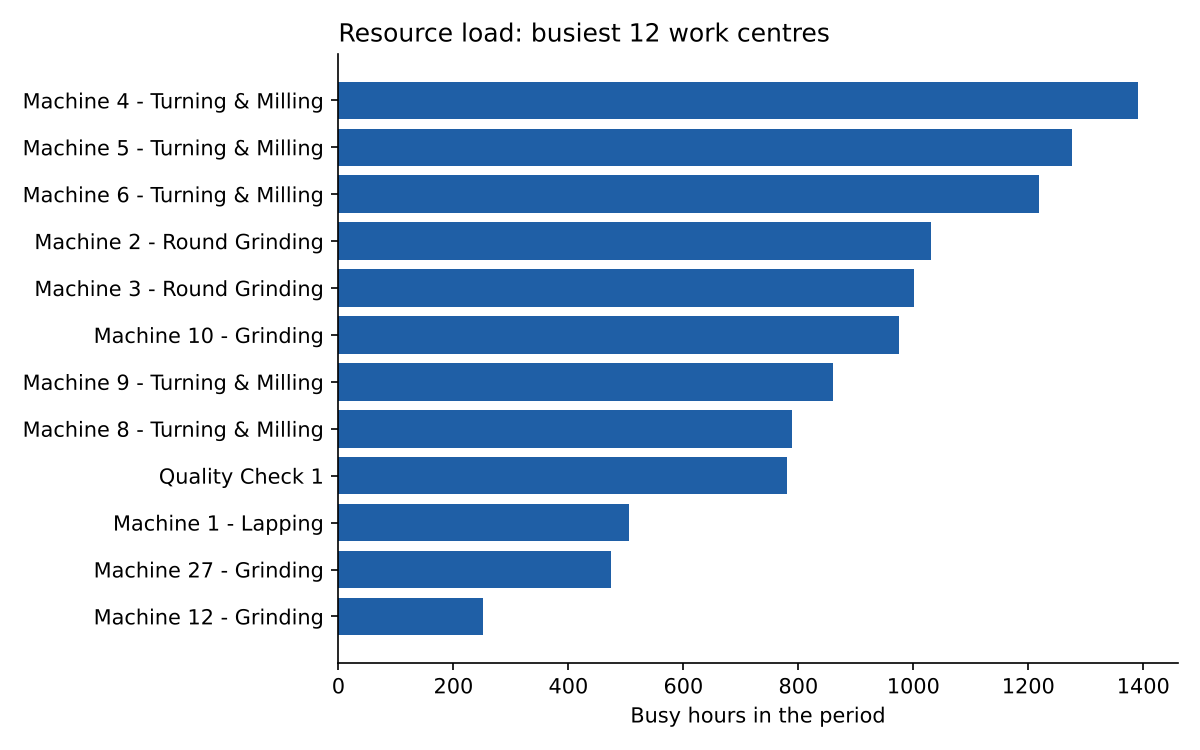 Resource load: busiest 12 work centres
Machine 4 - Turning & Milling
Machine 5 - Turning & Milling
Machine 6 - Turning & Milling
Machine 2 - Round Grinding
Machine 3 - Round Grinding
Machine 10 - Grinding
Machine 9 - Turning & Milling
Machine 8 - Turning & Milling
Quality Check 1
Machine 1 - Lapping
Machine 27 - Grinding
Machine 12 - Grinding
0 200 400 600 800 1000 1200 1400
Busy hours in the period